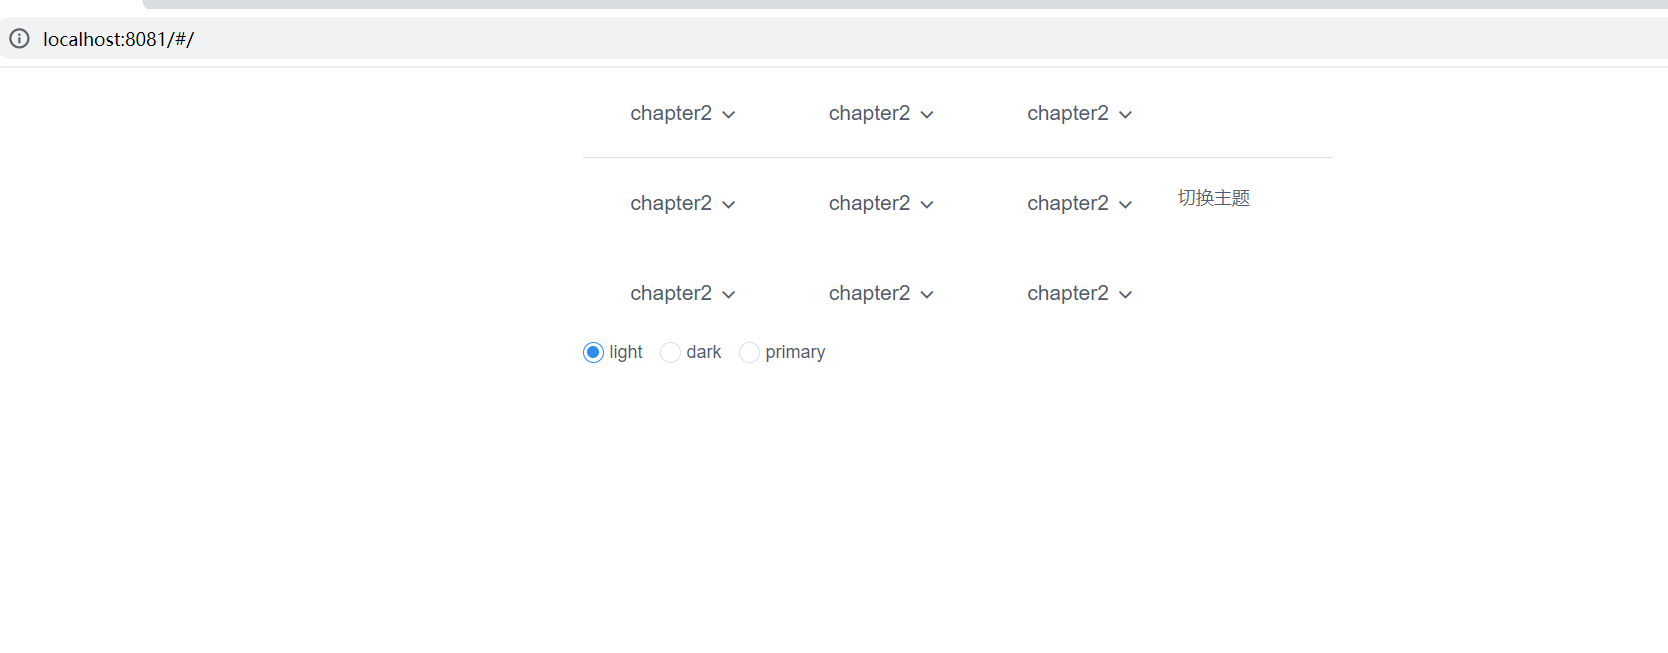 localhost:8081/#/
chapter2 chapter2 chapter2
chapter2 chapter2 chapter2 切换主题
chapter2 chapter2 chapter2
light dark primary